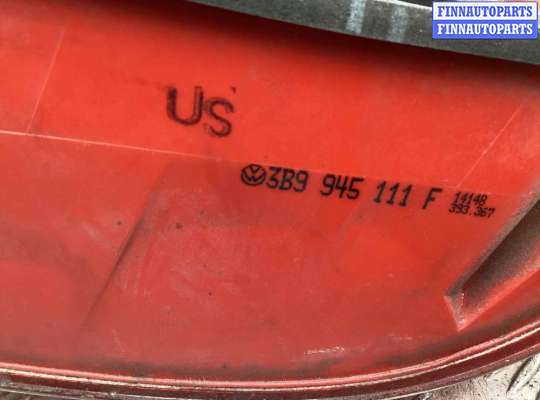 FINNAUTOPARTS
FINNAUTOPARTS
US
3B9 945 111 F
14148
393.367